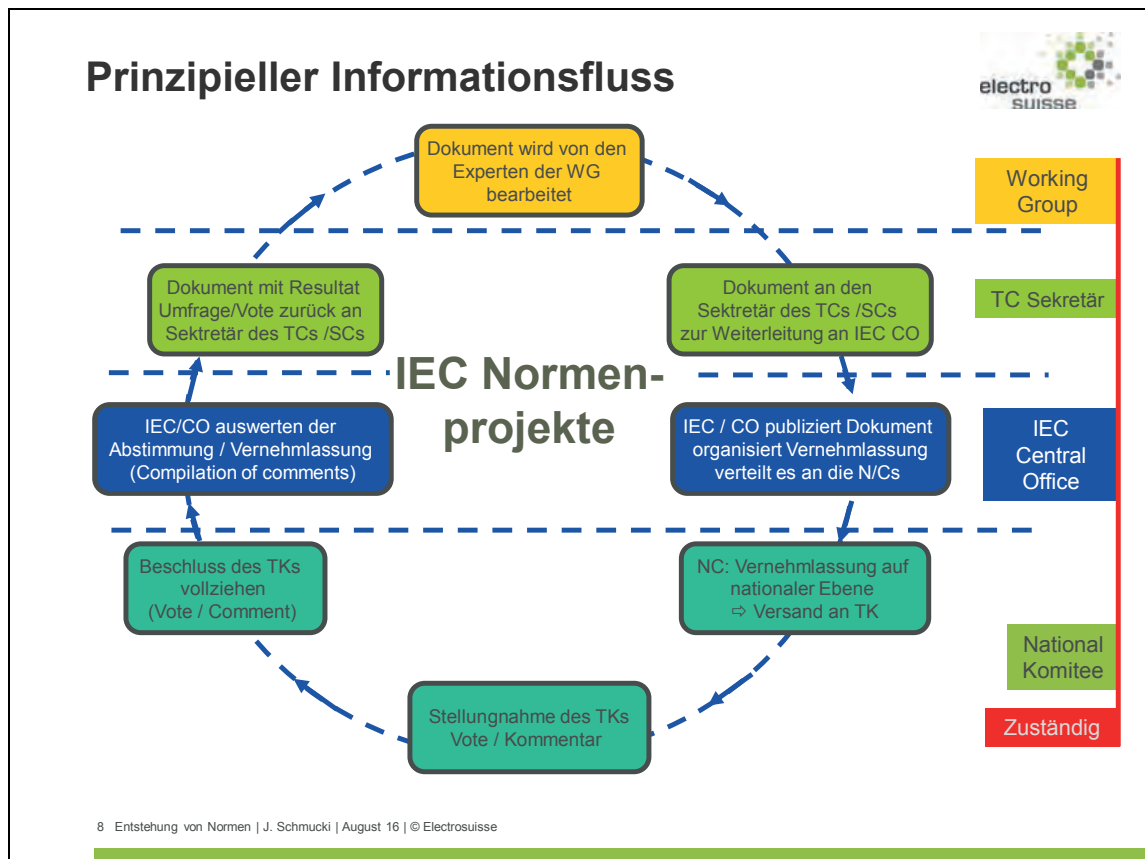 Prinzipieller Informationsfluss
electro
suisse
Dokument wird von den
Experten der WG
bearbeitet
Working
Group
Dokument mit Resultat
Umfrage/Vote zurück an
Sektretär des TCs /SCs
Dokument an den
Sekretär des TCs /SCs
zur Weiterleitung an IEC CO
TC Sekretär
IEC Normen-
projekte
IEC/CO auswerten der
Abstimmung / Vernehmlassung
(Compilation of comments)
IEC / CO publiziert Dokument
organisiert Vernehmlassung
verteilt es an die N/Cs
IEC
Central
Office
Beschluss des TKs
vollziehen
(Vote / Comment)
NC: Vernehmlassung auf
nationaler Ebene
⇨ Versand an TK
National
Komitee
Stellungnahme des TKs
Vote / Kommentar
Zuständig
8 Entstehung von Normen | J. Schmucki | August 16 | © Electrosuisse